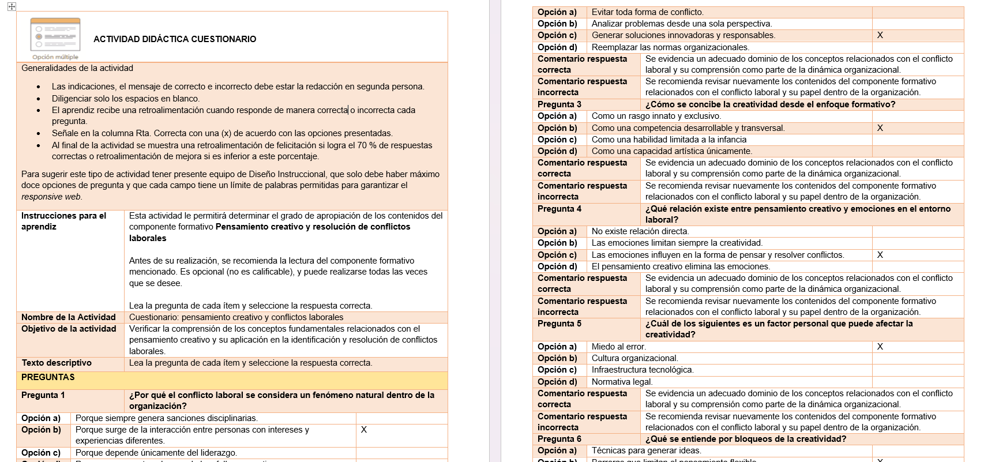 Opción múltiple
ACTIVIDAD DIDÁCTICA CUESTIONARIO
Generalidades de la actividad
• Las indicaciones, el mensaje de correcto e incorrecto debe estar la redacción en segunda persona.
• Diligenciar solo los espacios en blanco.
• El aprendiz recibe una retroalimentación cuando responde de manera correcta o incorrecta cada
pregunta.
• Señale en la columna Rta. Correcta con una (x) de acuerdo con las opciones presentadas.
• Al final de la actividad se muestra una retroalimentación de felicitación si logra el 70 % de respuestas
correctas o retroalimentación de mejora si es inferior a este porcentaje.
Para sugerir este tipo de actividad tener presente equipo de Diseño Instruccional, que solo debe haber máximo
doce opciones de pregunta y que cada campo tiene un límite de palabras permitidas para garantizar el
responsive web.
Instrucciones para el
aprendiz
Esta actividad le permitirá determinar el grado de apropiación de los contenidos del
componente formativo Pensamiento creativo y resolución de conflictos
laborales
Antes de su realización, se recomienda la lectura del componente formativo
mencionado. Es opcional (no es calificable), y puede realizarse todas las veces
que se desee.
Lea la pregunta de cada ítem y seleccione la respuesta correcta.
Nombre de la Actividad Cuestionario: pensamiento creativo y conflictos laborales
Objetivo de la actividad Verificar la comprensión de los conceptos fundamentales relacionados con el
pensamiento creativo y su aplicación en la identificación y resolución de conflictos
laborales.
Texto descriptivo Lea la pregunta de cada ítem y seleccione la respuesta correcta.
PREGUNTAS
Pregunta 1 ¿Por qué el conflicto laboral se considera un fenómeno natural dentro de la
organización?
Opción a) Porque siempre genera sanciones disciplinarias.
Opción b) Porque surge de la interacción entre personas con intereses y X
experiencias diferentes.
Opción c) Porque depende únicamente del liderazgo.
Opción a) Evitar toda forma de conflicto.
Opción b) Analizar problemas desde una sola perspectiva.
Opción c) Generar soluciones innovadoras y responsables. X
Opción d) Reemplazar las normas organizacionales.
Comentario respuesta Se evidencia un adecuado dominio de los conceptos relacionados con el conflicto
correcta laboral y su comprensión como parte de la dinámica organizacional.
Comentario respuesta Se recomienda revisar nuevamente los contenidos del componente formativo
incorrecta relacionados con el conflicto laboral y su papel dentro de la organización.
Pregunta 3 ¿Cómo se concibe la creatividad desde el enfoque formativo?
Opción a) Como un rasgo innato y exclusivo.
Opción b) Como una competencia desarrollable y transversal. X
Opción c) Como una habilidad limitada a la infancia
Opción d) Como una capacidad artística únicamente.
Comentario respuesta Se evidencia un adecuado dominio de los conceptos relacionados con el conflicto
correcta laboral y su comprensión como parte de la dinámica organizacional.
Comentario respuesta Se recomienda revisar nuevamente los contenidos del componente formativo
incorrecta relacionados con el conflicto laboral y su papel dentro de la organización.
Pregunta 4 ¿Qué relación existe entre pensamiento creativo y emociones en el entorno
laboral?
Opción a) No existe relación directa.
Opción b) Las emociones limitan siempre la creatividad.
Opción c) Las emociones influyen en la forma de pensar y resolver conflictos. X
Opción d) El pensamiento creativo elimina las emociones.
Comentario respuesta Se evidencia un adecuado dominio de los conceptos relacionados con el conflicto
correcta laboral y su comprensión como parte de la dinámica organizacional.
Comentario respuesta Se recomienda revisar nuevamente los contenidos del componente formativo
incorrecta relacionados con el conflicto laboral y su papel dentro de la organización.
Pregunta 5 ¿Cuál de los siguientes es un factor personal que puede afectar la
creatividad?
Opción a) Miedo al error. X
Opción b) Cultura organizacional.
Opción c) Infraestructura tecnológica.
Opción d) Normativa legal.
Comentario respuesta Se evidencia un adecuado dominio de los conceptos relacionados con el conflicto
correcta laboral y su comprensión como parte de la dinámica organizacional.
Comentario respuesta Se recomienda revisar nuevamente los contenidos del componente formativo
incorrecta relacionados con el conflicto laboral y su papel dentro de la organización.
Pregunta 6 ¿Qué se entiende por bloqueos de la creatividad?
Opción a) Técnicas para generar ideas.
Opción b) Barreras que limitan el pensamiento flexible. X